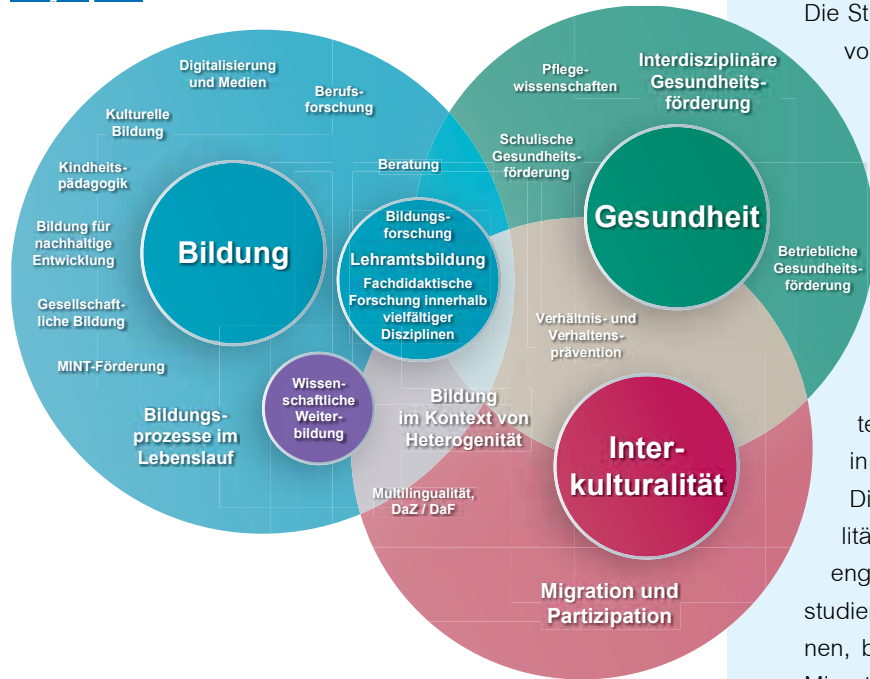 Digitalisierung
und Medien
Berufs-
forschung
Kulturelle
Bildung
Kindheits-
pädagogik
Bildung für
nachhaltige
Entwicklung
Gesellschaft-
liche Bildung
MINT-Förderung
Bildung
Beratung
Bildungs-
forschung
Lehramtsbildung
Fachdidaktische
Forschung innerhalb
vielfältiger
Disziplinen
Wissen-
schaftliche
Weiter-
bildung
Bildungs-
prozesse im
Lebenslauf
Bildung
im Kontext von
Heterogenität
Multilingualität,
DaZ / DaF
Pflege-
wissenschaften
Interdisziplinäre
Gesundheits-
förderung
Schulische
Gesundheits-
förderung
Gesundheit
Betriebliche
Gesundheits-
förderung
Verhältnis- und
Verhaltens-
prävention
Inter-
kulturalität
Migration und
Partizipation
Die St
vo
te
in
Di
litä
eng
studier
nen, b